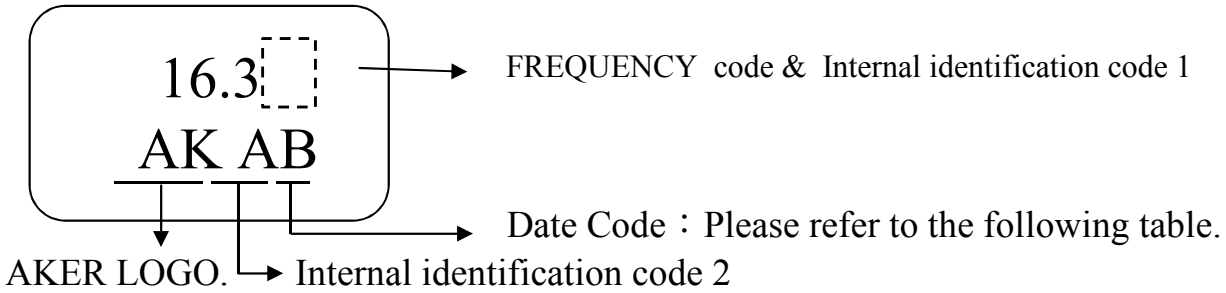 16.3
FREQUENCY code & Internal identification code 1
AK AB
Date Code：Please refer to the following table.
AKER LOGO.
Internal identification code 2